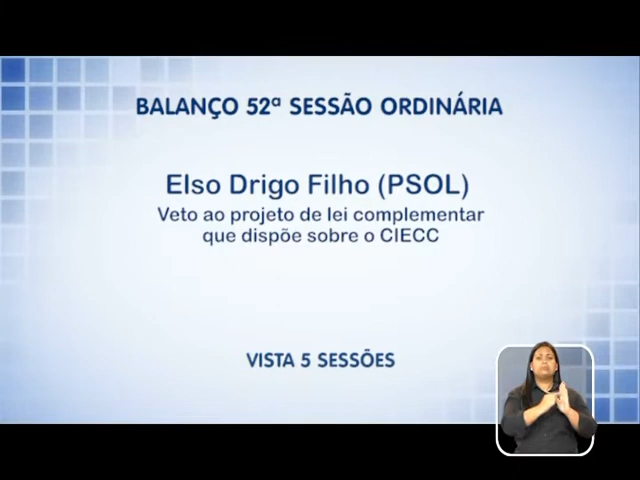 BALANÇO 52ª SESSÃO ORDINÁRIA
Elso Drigo Filho (PSOL)
Veto ao projeto de lei complementar
que dispõe sobre o CIECC
VISTA 5 SESSÕES